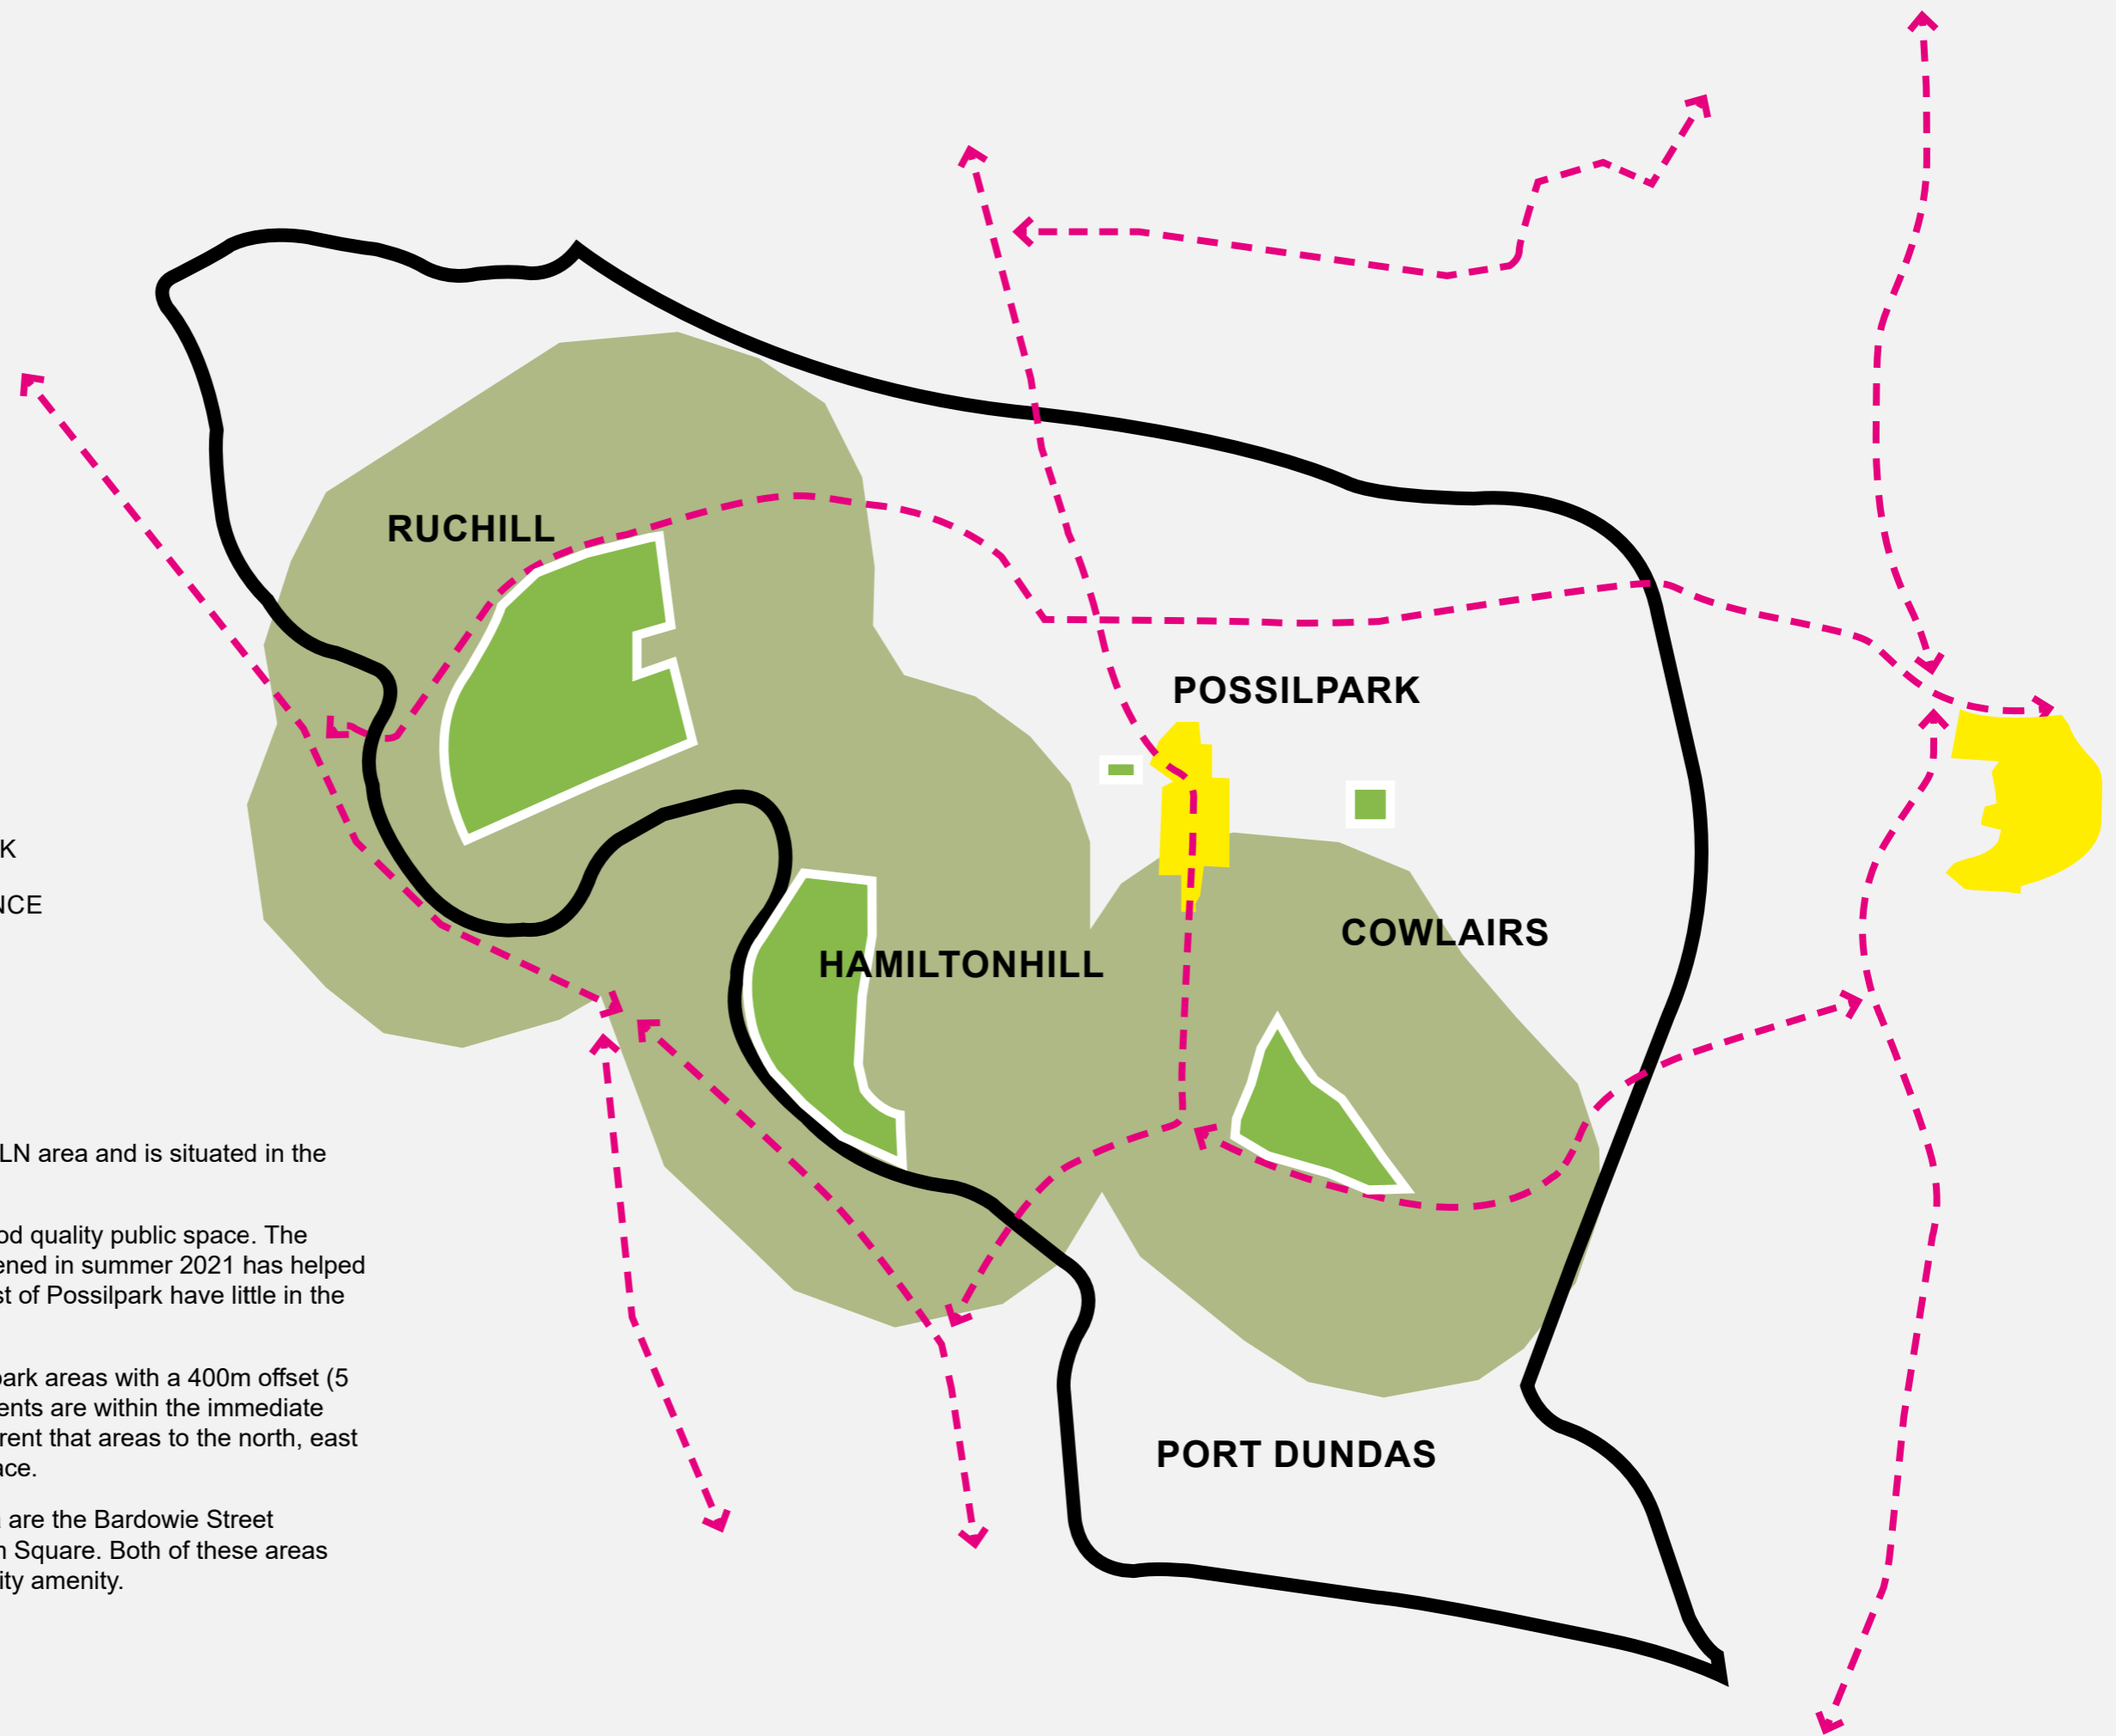 RUCHILL
POSSILPARK
K
NCE
COWLAIRS
HAMILTONHILL
LN area and is situated in the
od quality public space. The
ened in summer 2021 has helped
st of Possilpark have little in the
park areas with a 400m offset (5
ents are within the immediate
rent that areas to the north, east
ace.
PORT DUNDAS
are the Bardowie Street
Square. Both of these areas
ity amenity.